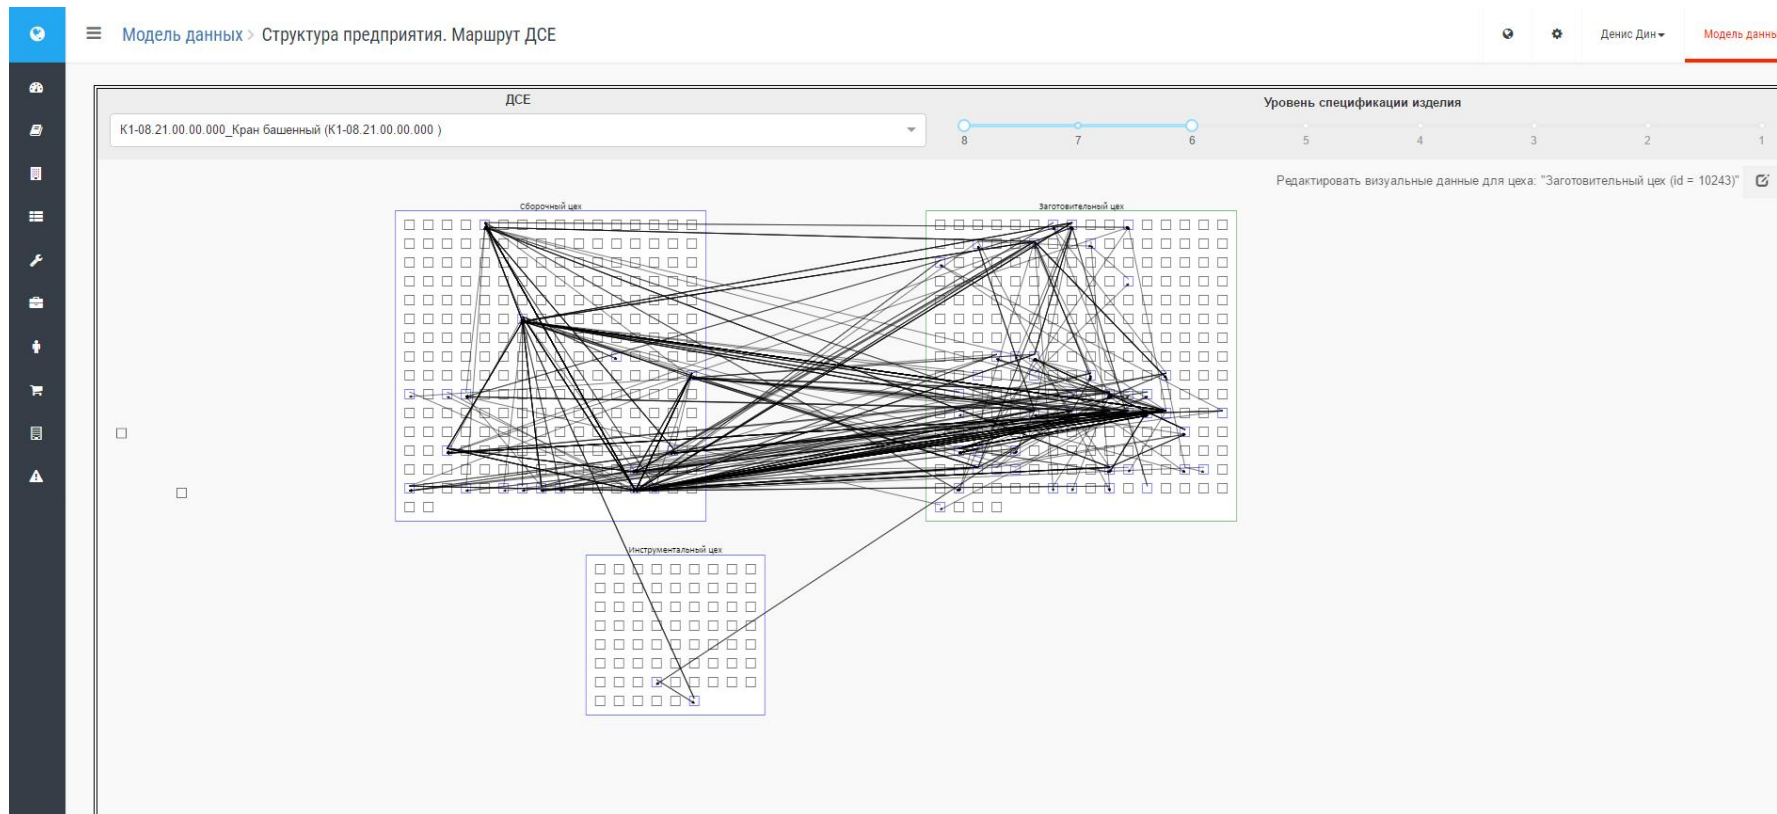 Модель данных > Структура предприятия. Маршрут ДСЕ
Денис Дин
Модель данны
ДСЕ
Уровень спецификации изделия
К1-08.21.00.00.000_Кран башенный (К1-08.21.00.00.000 )
8 7 6 5 4 3 2 1
Редактировать визуальные данные для цеха: "Заготовительный цех (id = 10243)"
Сборочный цех
Заготовительный цех
Инструментальный цех